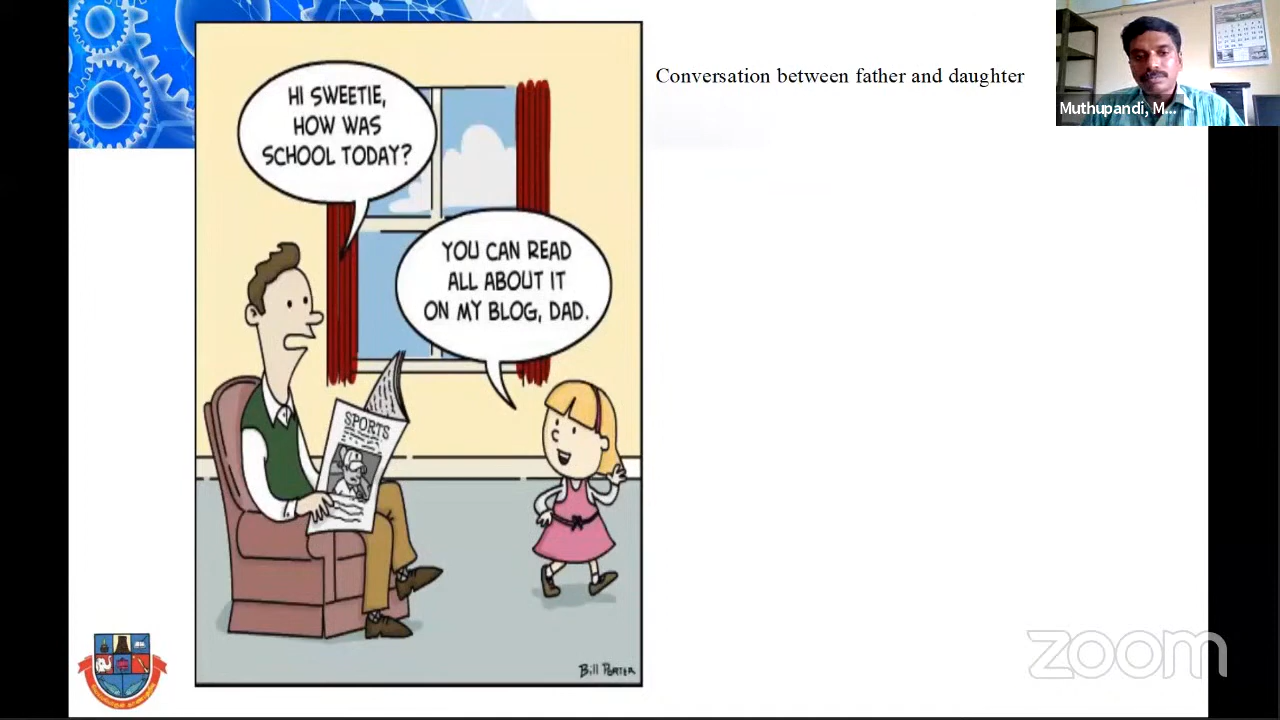 HI SWEETIE,
HOW WAS
SCHOOL TODAY?
YOU CAN READ
ALL ABOUT IT
ON MY BLOG, DAD.
SPORTS
Bill Porter
Conversation between father and daughter
Muthupandi, M...
zoom